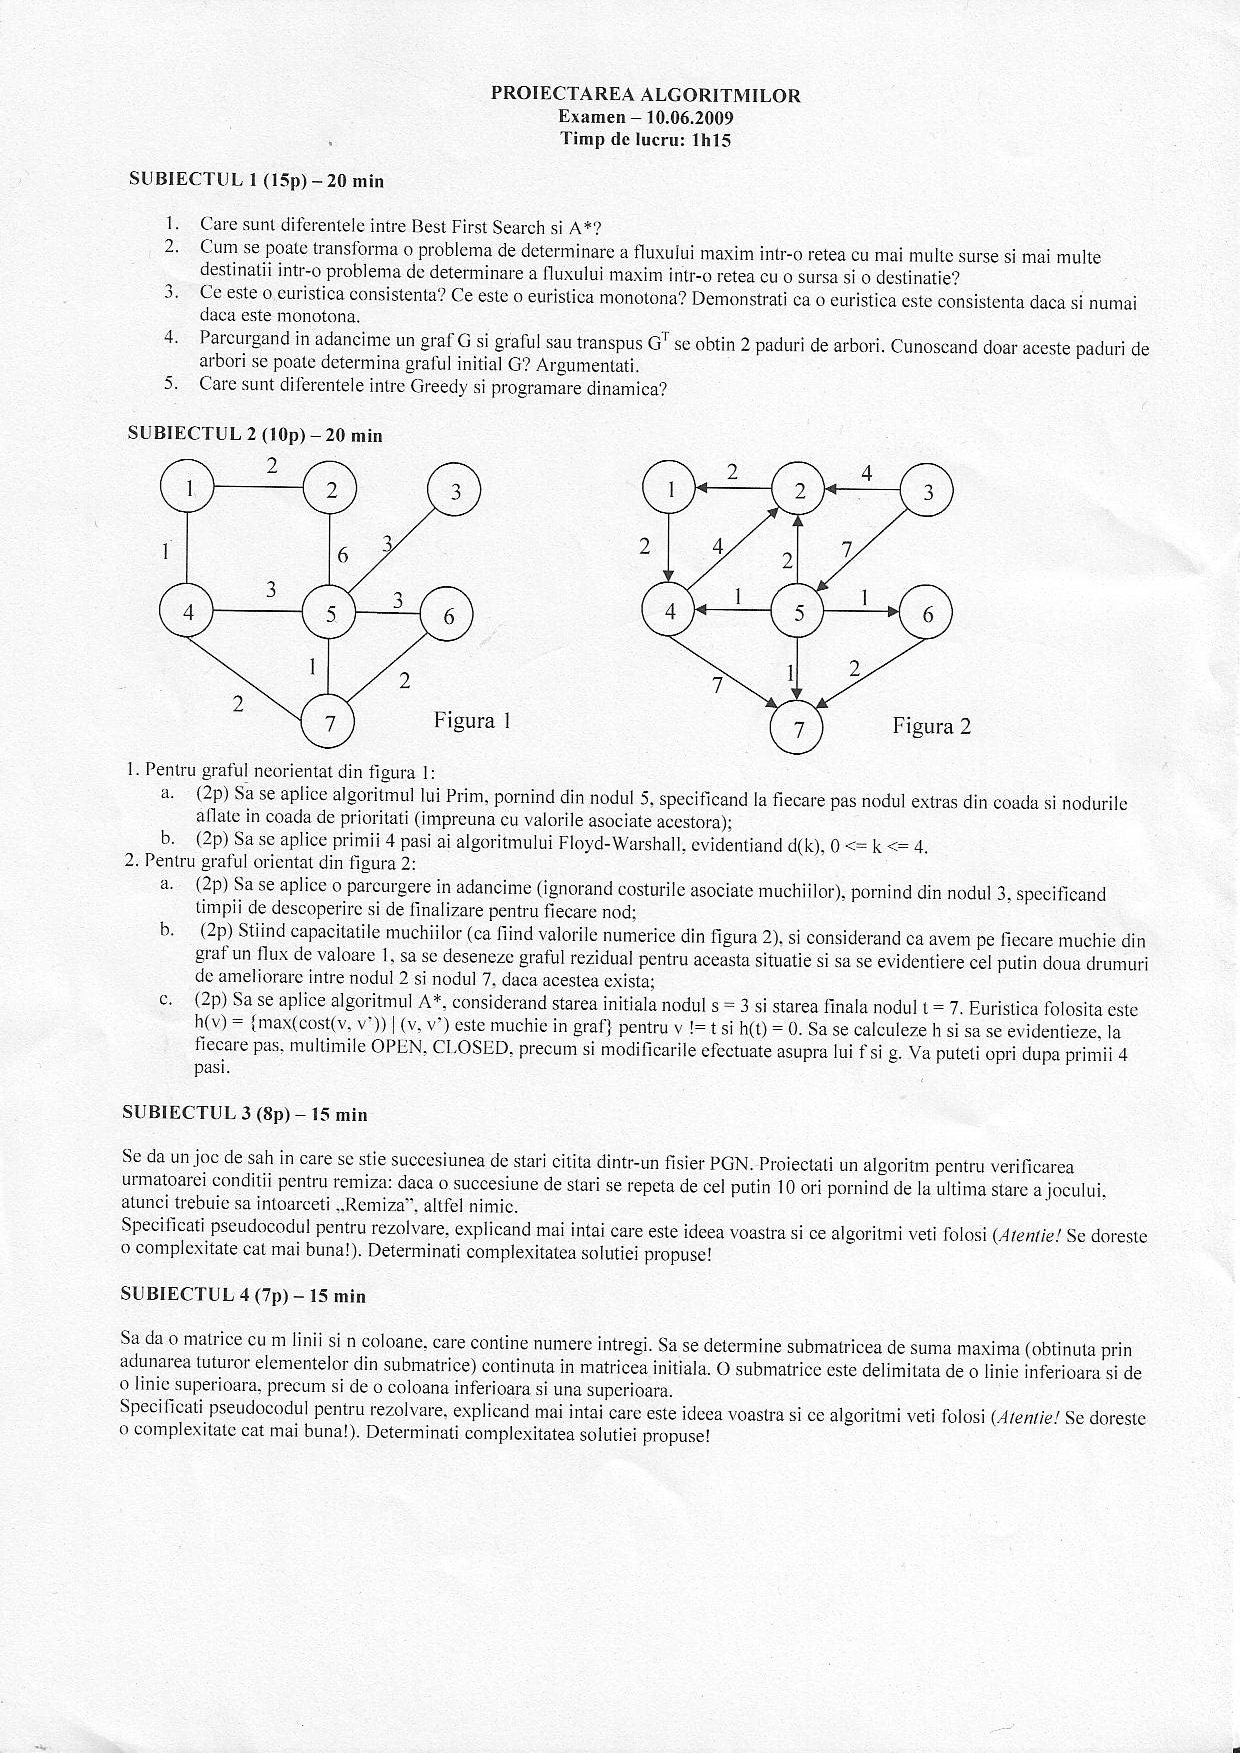 PROIECTAREA ALGORITMILOR
Examen – 10.06.2009
Timp de lucru: 1h15
SUBIECTUL 1 (15p) – 20 min
1. Care sunt diferentele intre Best First Search si A*?
2. Cum se poate transforma o problema de determinare a fluxului maxim intr-o retea cu mai multe surse si mai multe
destinatii intr-o problema de determinare a fluxului maxim intr-o retea cu o sursa si o destinatie?
3. Ce este o euristica consistenta? Ce este o euristica monotona? Demonstrati ca o euristica este consistenta daca si numai
daca este monotona.
4. Parcurgand in adancime un graf G si graful sau transpus G^T se obtin 2 paduri de arbori. Cunoscand doar aceste paduri de
arbori se poate determina graful initial G? Argumentati.
5. Care sunt diferentele intre Greedy si programare dinamica?
SUBIECTUL 2 (10p) – 20 min
1 2 2 3
1 6 3
4 3 5 3 6
1 2
2 7 Figura 1
1 2 2 4 3
2 4 2 7
4 1 5 1 6
7 1 2
7 Figura 2
1. Pentru graful neorientat din figura 1:
a. (2p) Sa se aplice algoritmul lui Prim, pornind din nodul 5, specificand la fiecare pas nodul extras din coada si nodurile
aflate in coada de prioritati (impreuna cu valorile asociate acestora);
b. (2p) Sa se aplice primii 4 pasi ai algoritmului Floyd-Warshall, evidentiand d(k), 0 <= k <= 4.
2. Pentru graful orientat din figura 2:
a. (2p) Sa se aplice o parcurgere in adancime (ignorand costurile asociate muchiilor), pornind din nodul 3, specificand
timpii de descoperire si de finalizare pentru fiecare nod;
b. (2p) Stiind capacitatile muchiilor (ca fiind valorile numerice din figura 2), si considerand ca avem pe fiecare muchie din
graf un flux de valoare 1, sa se deseneze graful rezidual pentru aceasta situatie si sa se evidentiere cel putin doua drumuri
de ameliorare intre nodul 2 si nodul 7, daca acestea exista;
c. (2p) Sa se aplice algoritmul A*, considerand starea initiala nodul s = 3 si starea finala nodul t = 7. Euristica folosita este
h(v) = {max(cost(v, v')) | (v, v') este muchie in graf} pentru v != t si h(t) = 0. Sa se calculeze h si sa se evidentieze, la
fiecare pas, multimile OPEN, CLOSED, precum si modificarile efectuate asupra lui f si g. Va puteti opri dupa primii 4
pasi.
SUBIECTUL 3 (8p) – 15 min
Se da un joc de sah in care se stie succesiunea de stari citita dintr-un fisier PGN. Proiectati un algoritm pentru verificarea
urmatoarei conditii pentru remiza: daca o succesiune de stari se repeta de cel putin 10 ori pornind de la ultima stare a jocului,
atunci trebuie sa intoarceti „Remiza”, altfel nimic.
Specificati pseudocodul pentru rezolvare, explicand mai intai care este ideea voastra si ce algoritmi veti folosi (Atentie! Se doreste
o complexitate cat mai buna!). Determinati complexitatea solutiei propuse!
SUBIECTUL 4 (7p) – 15 min
Sa da o matrice cu m linii si n coloane, care contine numere intregi. Sa se determine submatricea de suma maxima (obtinuta prin
adunarea tuturor elementelor din submatrice) continuta in matricea initiala. O submatrice este delimitata de o linie inferioara si de
o linie superioara, precum si de o coloana inferioara si una superioara.
Specificati pseudocodul pentru rezolvare, explicand mai intai care este ideea voastra si ce algoritmi veti folosi (Atentie! Se doreste
o complexitate cat mai buna!). Determinati complexitatea solutiei propuse!